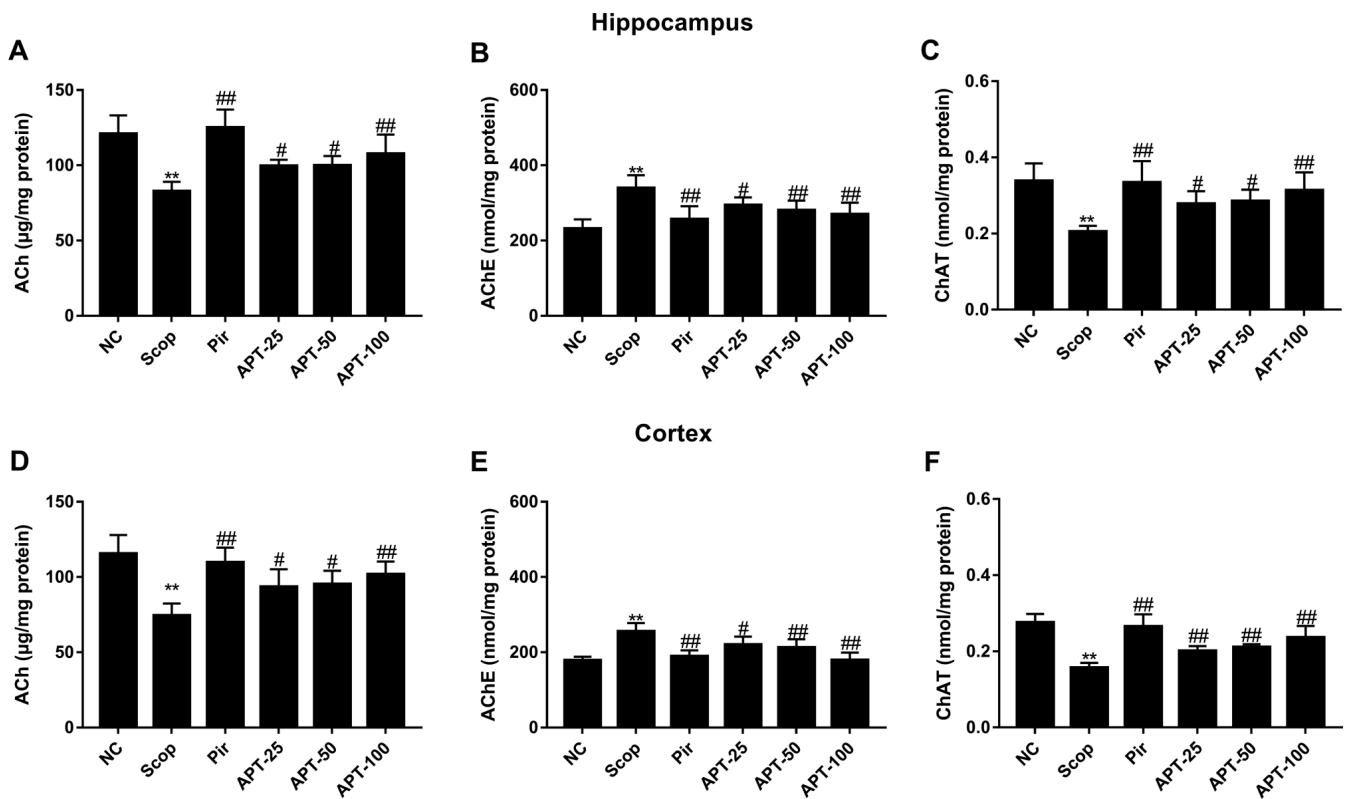 Hippocampus
A
ACh (µg/mg protein)
150
100
50
0
**
##
#
#
##
NC
Scop
Pir
APT-25
APT-50
APT-100
B
AChE (nmol/mg protein)
600
400
200
0
**
##
#
##
##
NC
Scop
Pir
APT-25
APT-50
APT-100
C
ChAT (nmol/mg protein)
0.6
0.4
0.2
0.0
**
##
#
#
##
NC
Scop
Pir
APT-25
APT-50
APT-100
Cortex
D
ACh (µg/mg protein)
150
100
50
0
**
##
#
#
##
NC
Scop
Pir
APT-25
APT-50
APT-100
E
AChE (nmol/mg protein)
600
400
200
0
**
##
#
##
##
NC
Scop
Pir
APT-25
APT-50
APT-100
F
ChAT (nmol/mg protein)
0.6
0.4
0.2
0.0
**
##
##
##
##
NC
Scop
Pir
APT-25
APT-50
APT-100